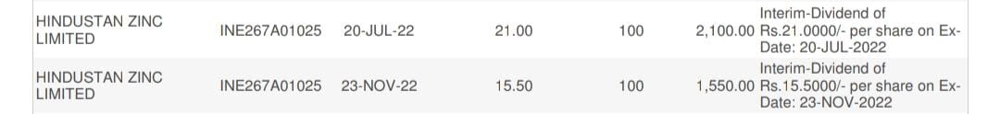 HINDUSTAN ZINC
LIMITED
INE267A01025 20-JUL-22 21.00 100 2,100.00
Interim-Dividend of
Rs.21.0000/- per share on Ex-
Date: 20-JUL-2022
HINDUSTAN ZINC
LIMITED
INE267A01025 23-NOV-22 15.50 100 1,550.00
Interim-Dividend of
Rs.15.5000/- per share on Ex-
Date: 23-NOV-2022